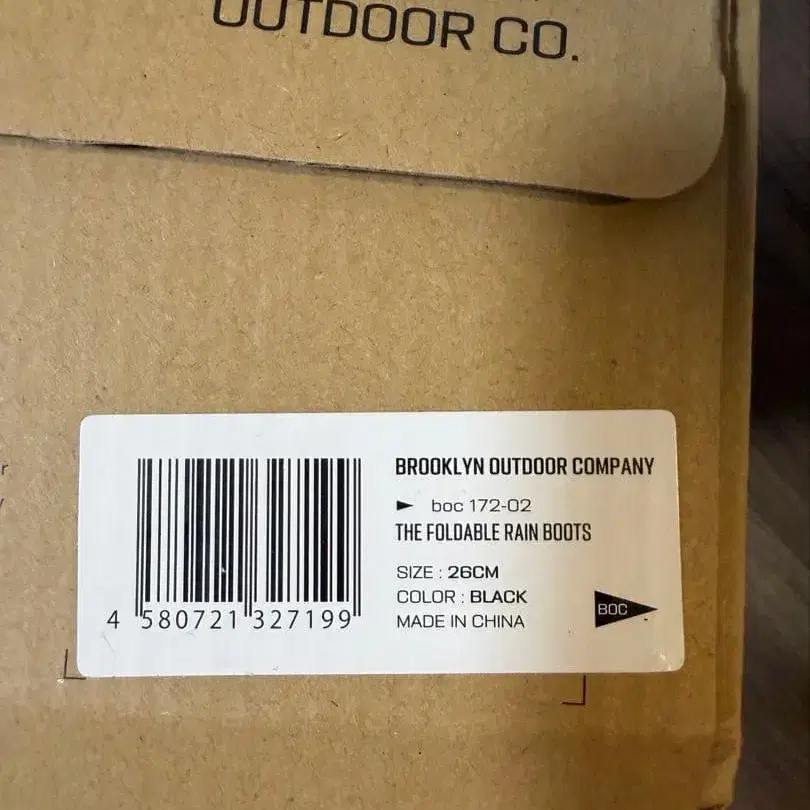 OUTDOOR CO.
BROOKLYN OUTDOOR COMPANY
boc 172-02
THE FOLDABLE RAIN BOOTS
SIZE : 26CM
COLOR : BLACK
MADE IN CHINA
BOC
4 580721 327199